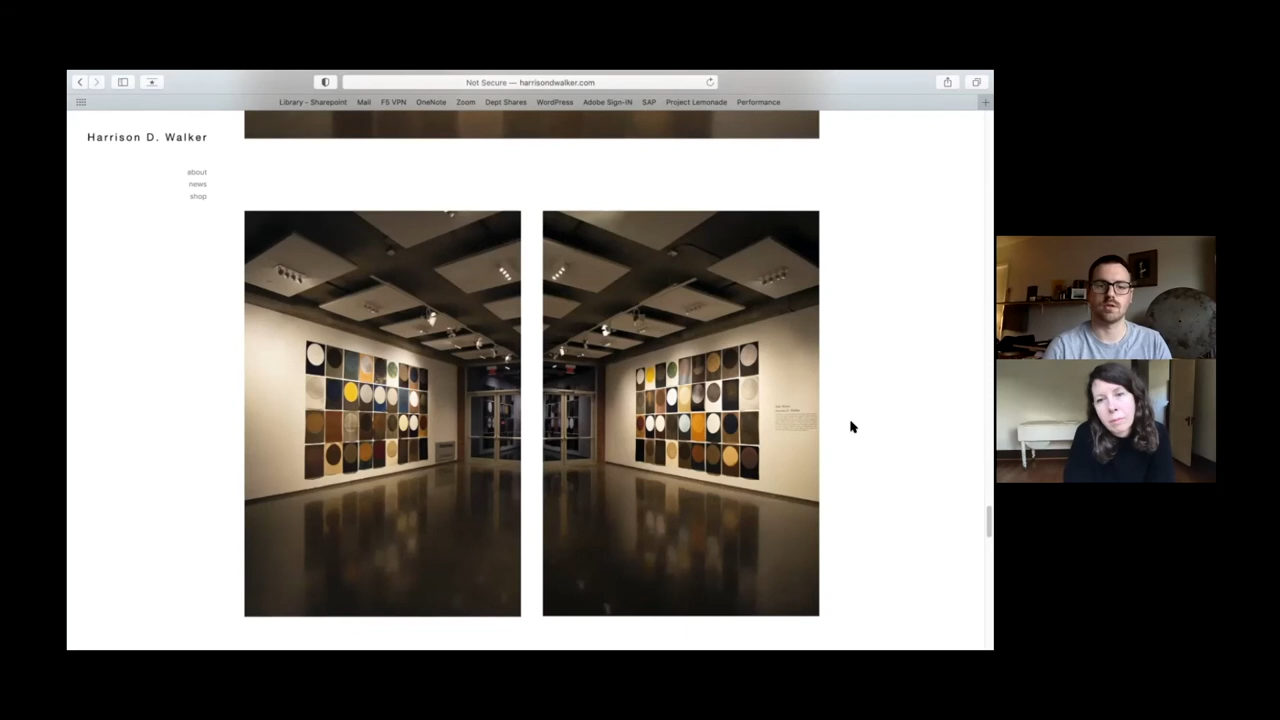 Not Secure — harrisondwalker.com
Library - Sharepoint Mail F5 VPN OneNote Zoom Dept Shares WordPress Adobe Sign-IN SAP Project Lemonade Performance
Harrison D. Walker
about
news
shop